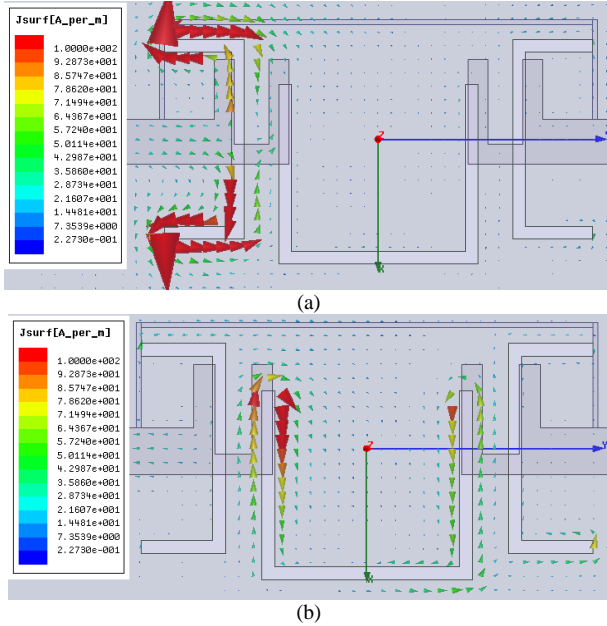 Jsurf[A_per_m]
1.0000e+002
9.2873e+001
8.5747e+001
7.8620e+001
7.1494e+001
6.4367e+001
5.7240e+001
5.0114e+001
4.2987e+001
3.5860e+001
2.8734e+001
2.1607e+001
1.4481e+001
7.3539e+000
2.2730e-001
Z
X
(a)
Jsurf[A_per_m]
1.0000e+002
9.2873e+001
8.5747e+001
7.8620e+001
7.1494e+001
6.4367e+001
5.7240e+001
5.0114e+001
4.2987e+001
3.5860e+001
2.8734e+001
2.1607e+001
1.4481e+001
7.3539e+000
2.2730e-001
Z
Y
X
(b)